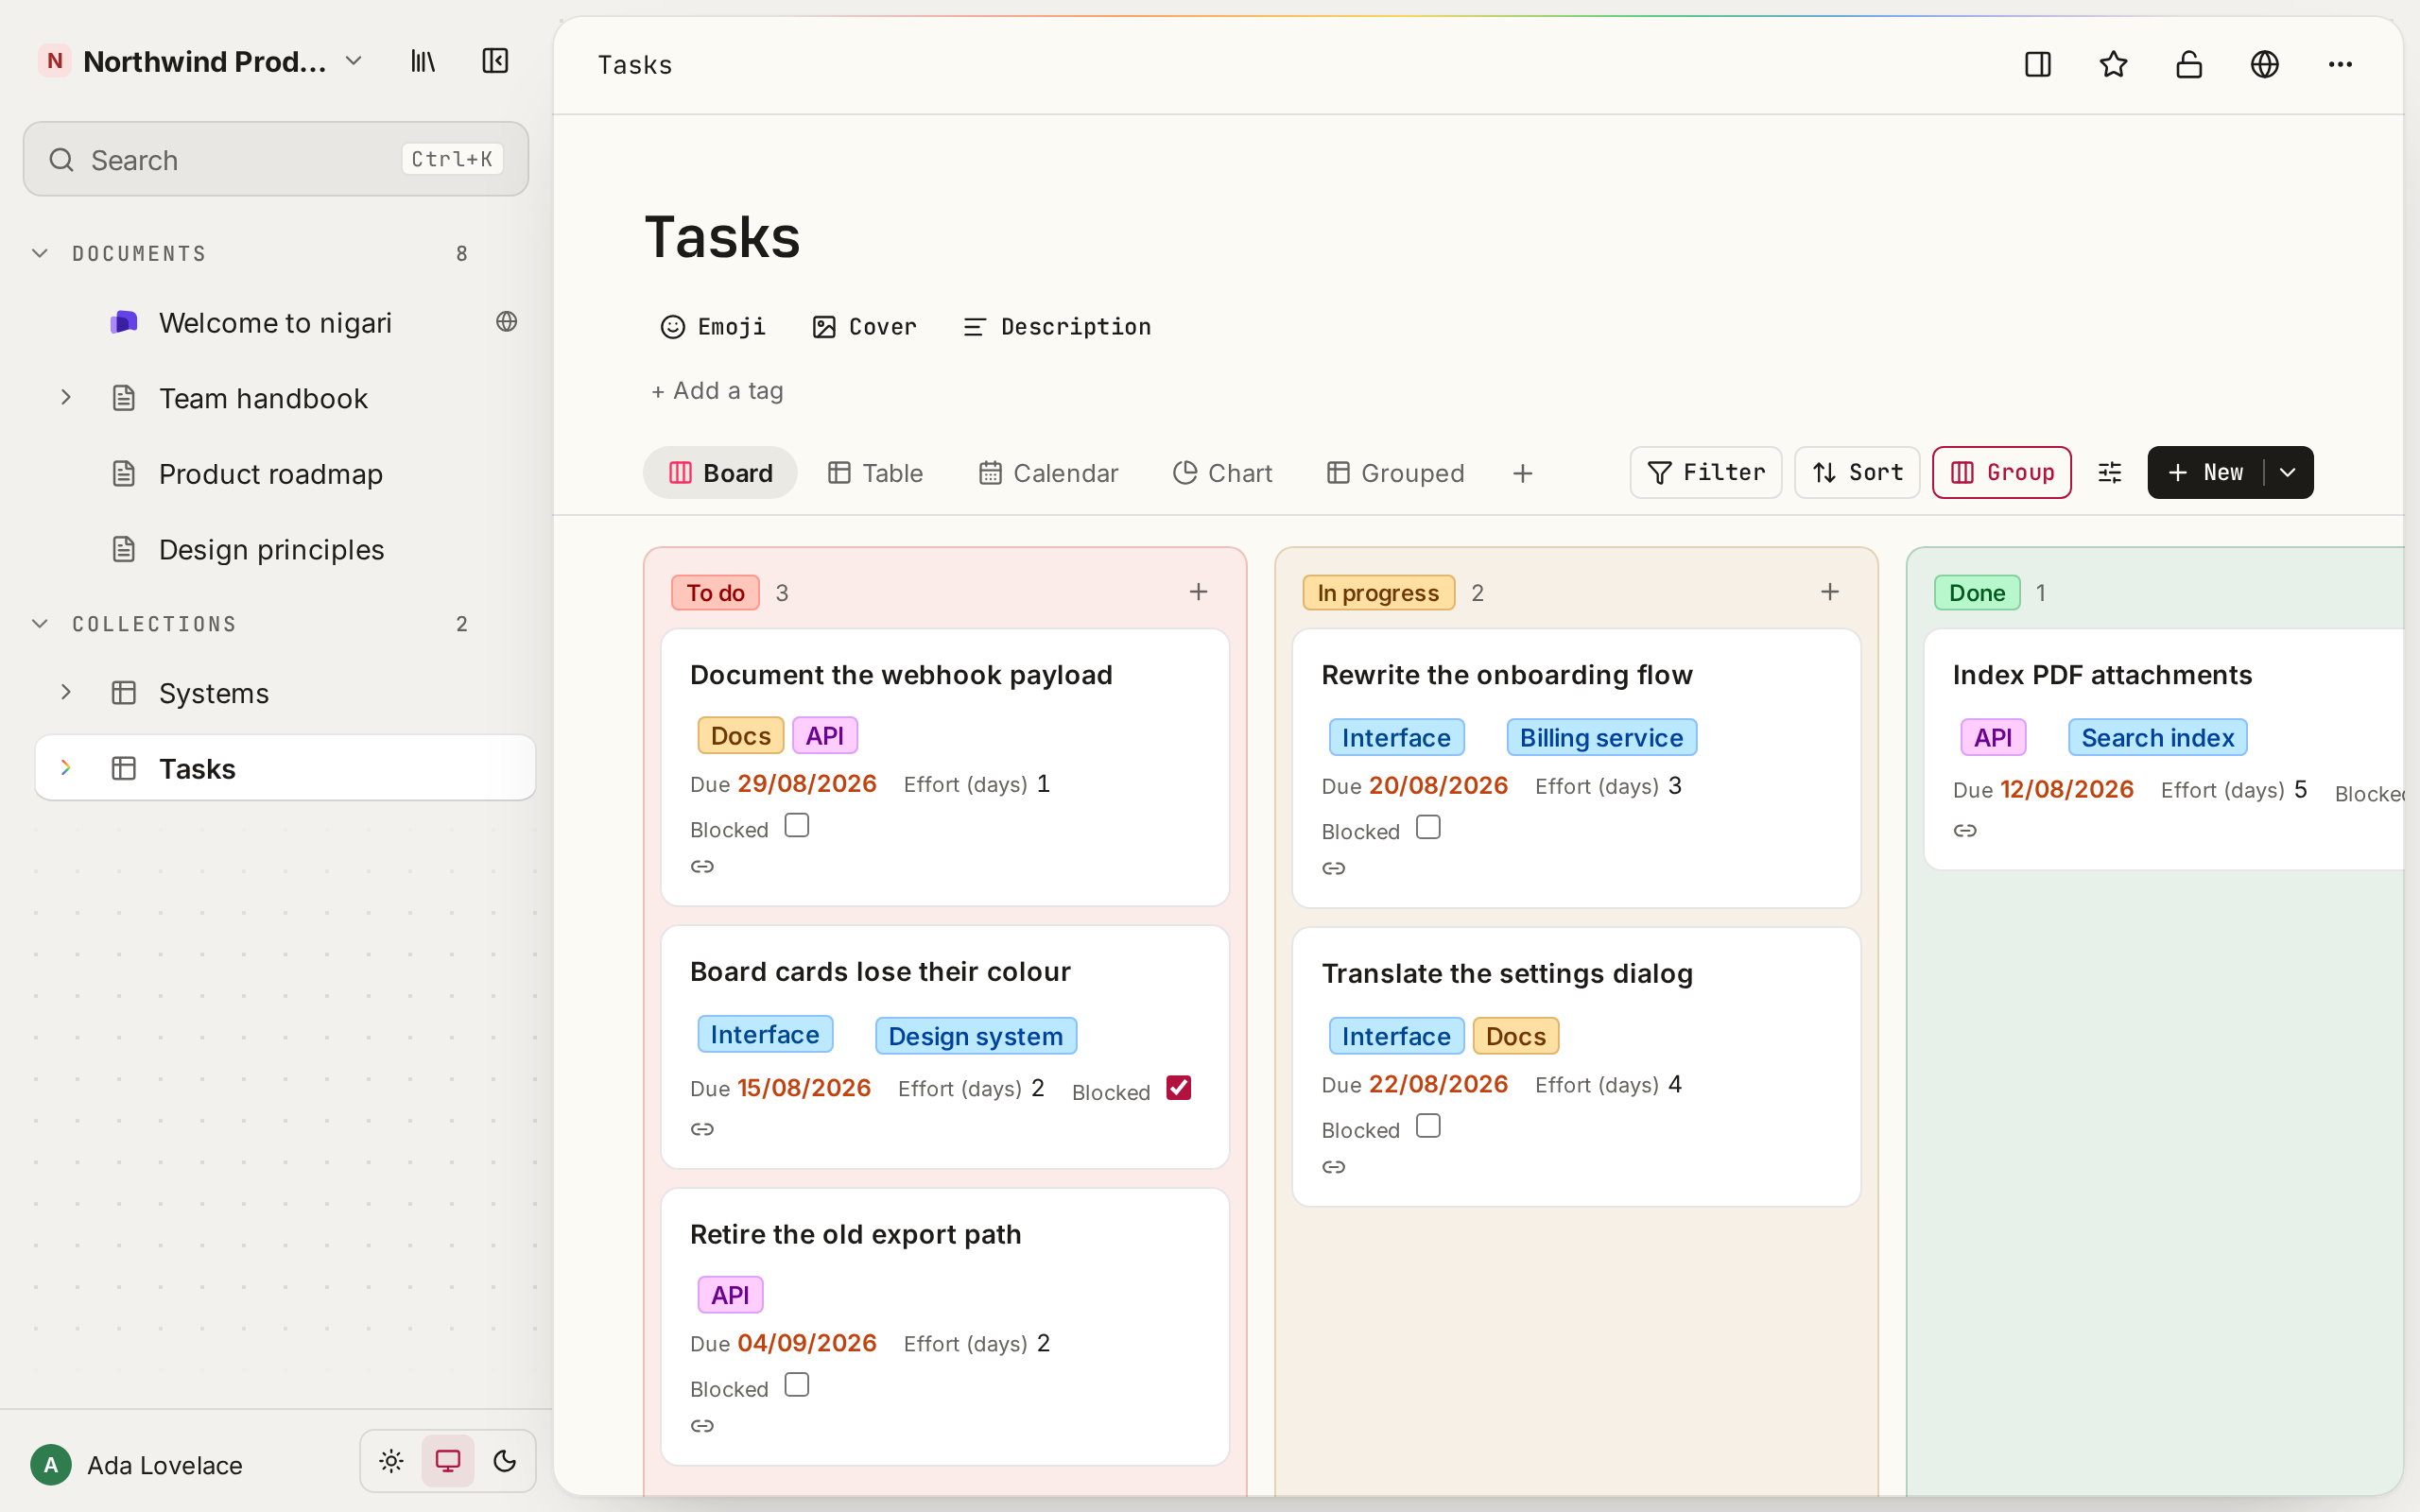 N Northwind Prod...
Search Ctrl+K
DOCUMENTS 8
Welcome to nigari
Team handbook
Product roadmap
Design principles
COLLECTIONS 2
Systems
Tasks
A Ada Lovelace
Tasks
Tasks
Emoji Cover Description
+ Add a tag
Board Table Calendar Chart Grouped + Filter Sort Group + New
To do 3 +
Document the webhook payload
Docs API
Due 29/08/2026 Effort (days) 1
Blocked
Board cards lose their colour
Interface Design system
Due 15/08/2026 Effort (days) 2 Blocked
Retire the old export path
API
Due 04/09/2026 Effort (days) 2
Blocked
In progress 2 +
Rewrite the onboarding flow
Interface Billing service
Due 20/08/2026 Effort (days) 3
Blocked
Translate the settings dialog
Interface Docs
Due 22/08/2026 Effort (days) 4
Blocked
Done 1
Index PDF attachments
API Search index
Due 12/08/2026 Effort (days) 5